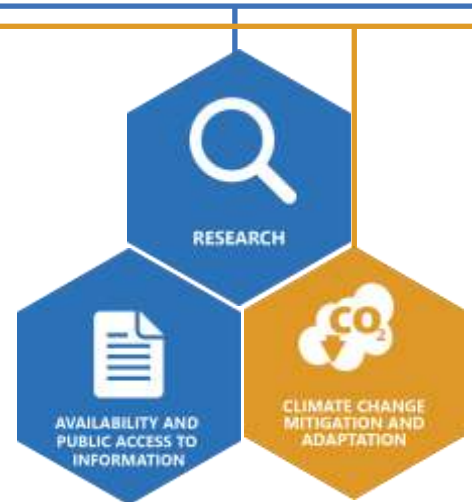 RESEARCH
AVAILABILITY AND
PUBLIC ACCESS TO
INFORMATION
CO2
CLIMATE CHANGE
MITIGATION AND
ADAPTATION